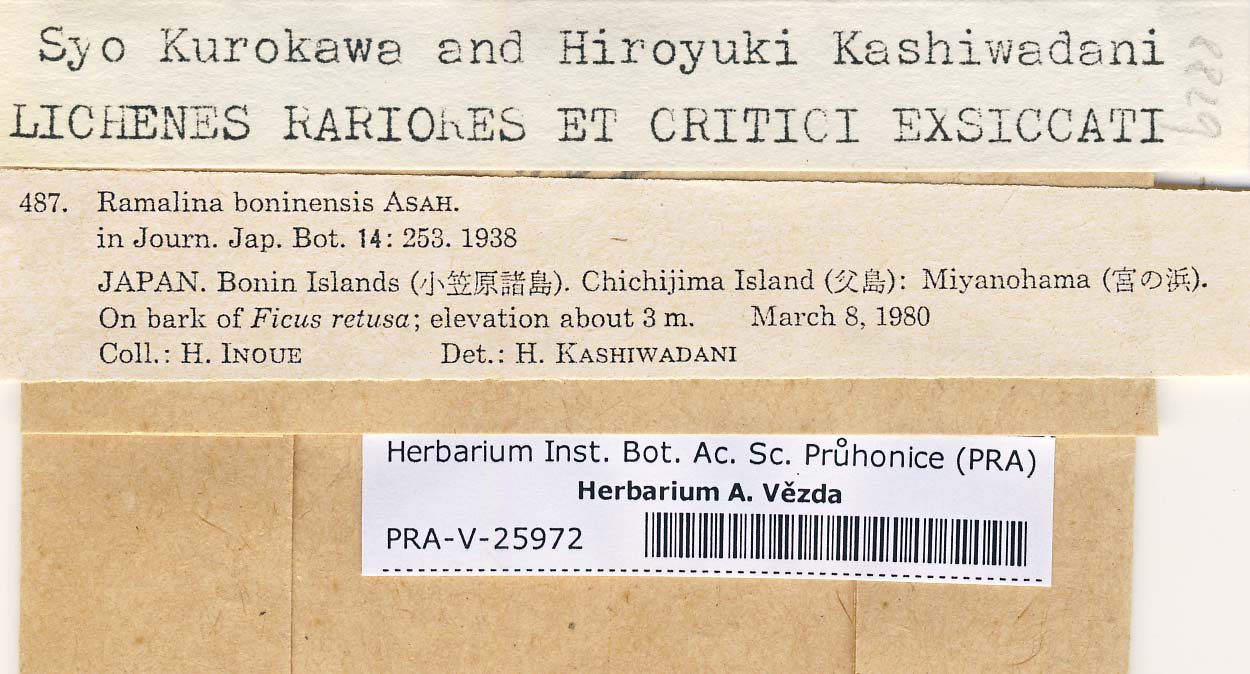 Syo Kurokawa and Hiroyuki Kashiwadani
LICHENES RARIORES ET CRITICI EXSICCATI
487. Ramalina boninensis ASAH.
in Journ. Jap. Bot. 14: 253. 1938
JAPAN. Bonin Islands (小笠原諸島). Chichijima Island (父島): Miyanohama (宮の浜).
On bark of Ficus retusa; elevation about 3 m. March 8, 1980
Coll.: H. INOUE Det.: H. KASHIWADANI
Herbarium Inst. Bot. Ac. Sc. Průhonice (PRA)
Herbarium A. Vězda
PRA-V-25972